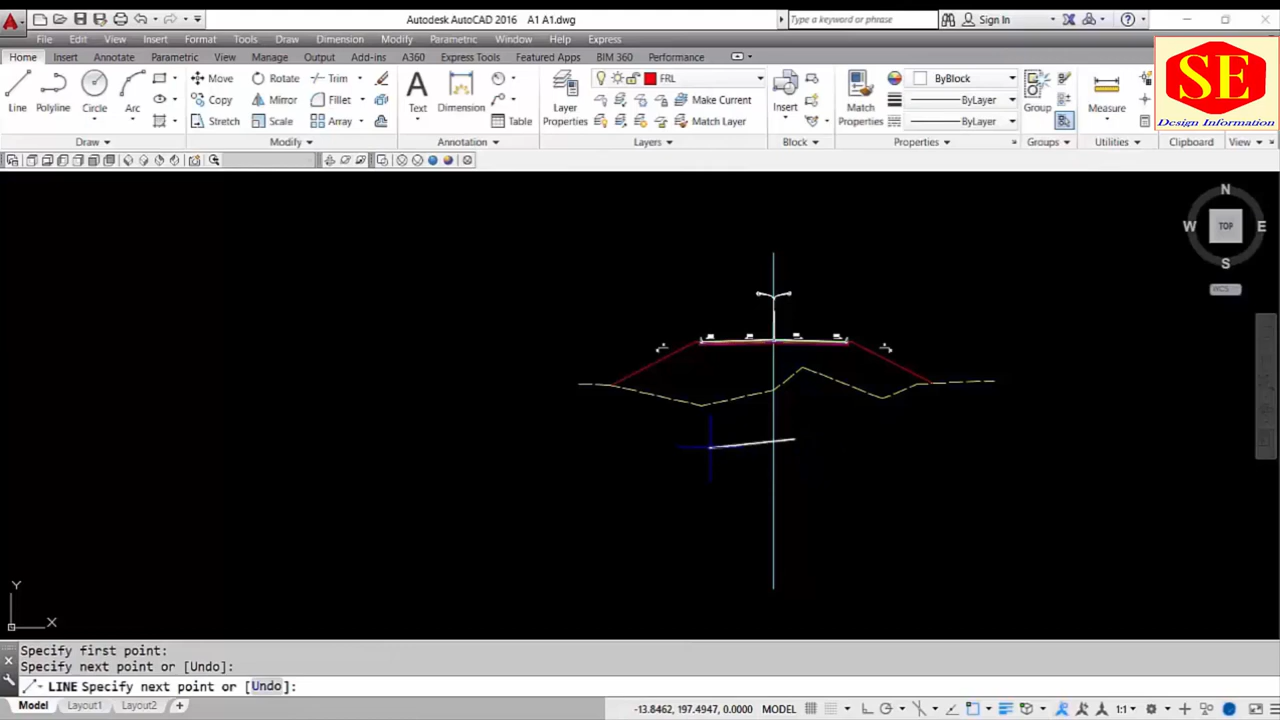 Autodesk AutoCAD 2016 A1 A1.dwg
Type a keyword or phrase
Sign In
File Edit View Insert Format Tools Draw Dimension Modify Parametric Window Help Express
Home Insert Annotate Parametric View Manage Output Add-ins A360 Express Tools Featured Apps BIM 360 Performance
Line Polyline Circle Arc
Move Rotate Trim
Copy Mirror Fillet
Stretch Scale Array
Text Dimension Table
Layer Properties
FRL
Make Current
Match Layer
Insert
Match Properties
ByBlock
ByLayer
ByLayer
Group
Measure
Draw Modify Annotation Layers Block Properties Groups Utilities Clipboard View
SE
Design Information
N
W TOP E
S
WCS
Y
X
Specify first point:
Specify next point or [Undo]:
LINE Specify next point or [Undo]:
Model Layout1 Layout2 +
-13.8462, 197.4947, 0.0000 MODEL 1:1